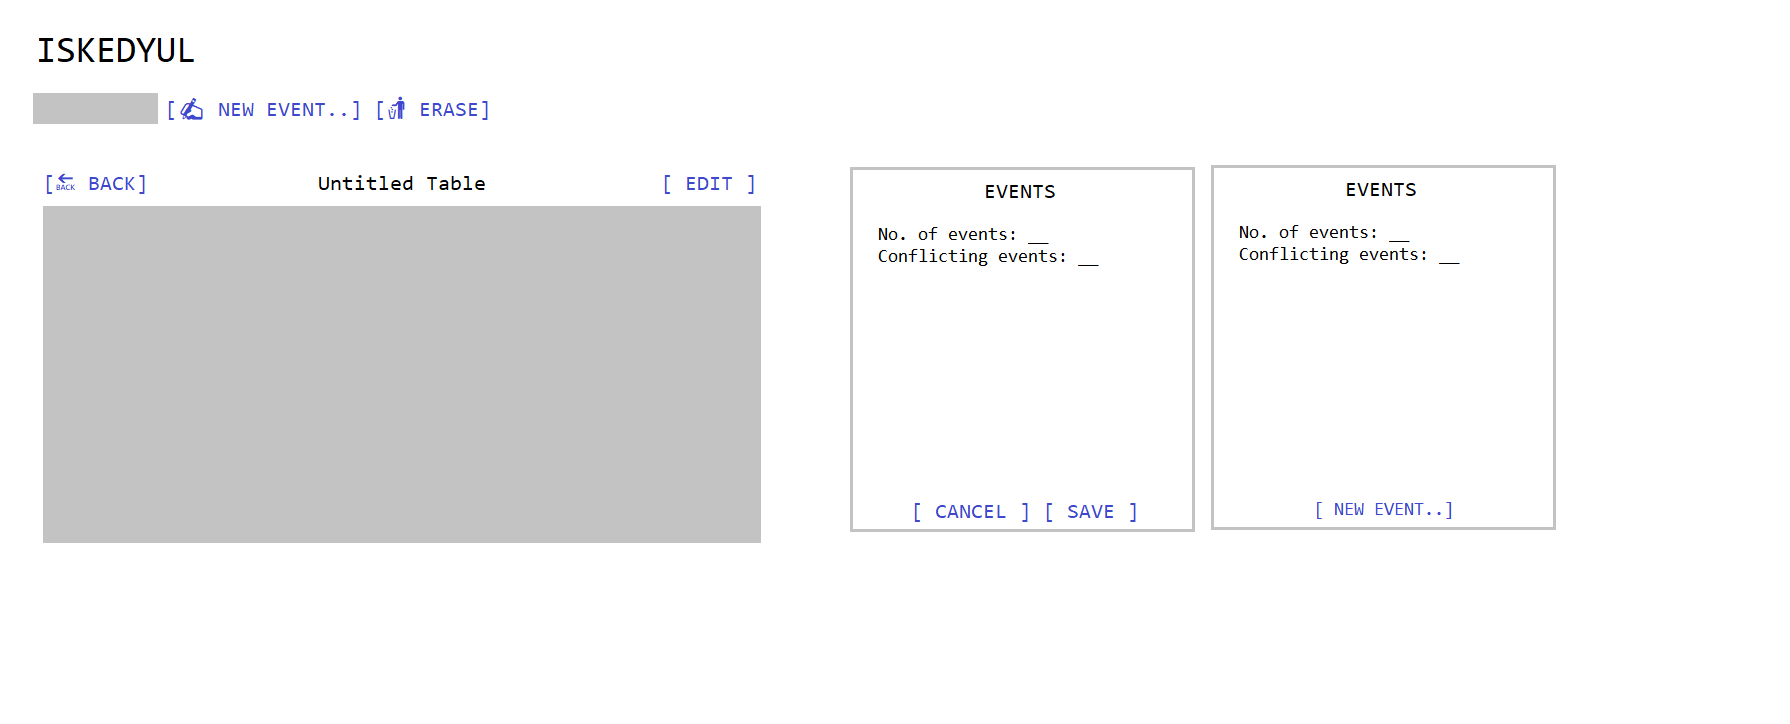 ISKEDYUL
[✍ NEW EVENT..] [🚮 ERASE]
[🔙 BACK] Untitled Table [ EDIT ]
EVENTS
No. of events: __
Conflicting events: __
[ CANCEL ] [ SAVE ]
EVENTS
No. of events: __
Conflicting events: __
[ NEW EVENT..]